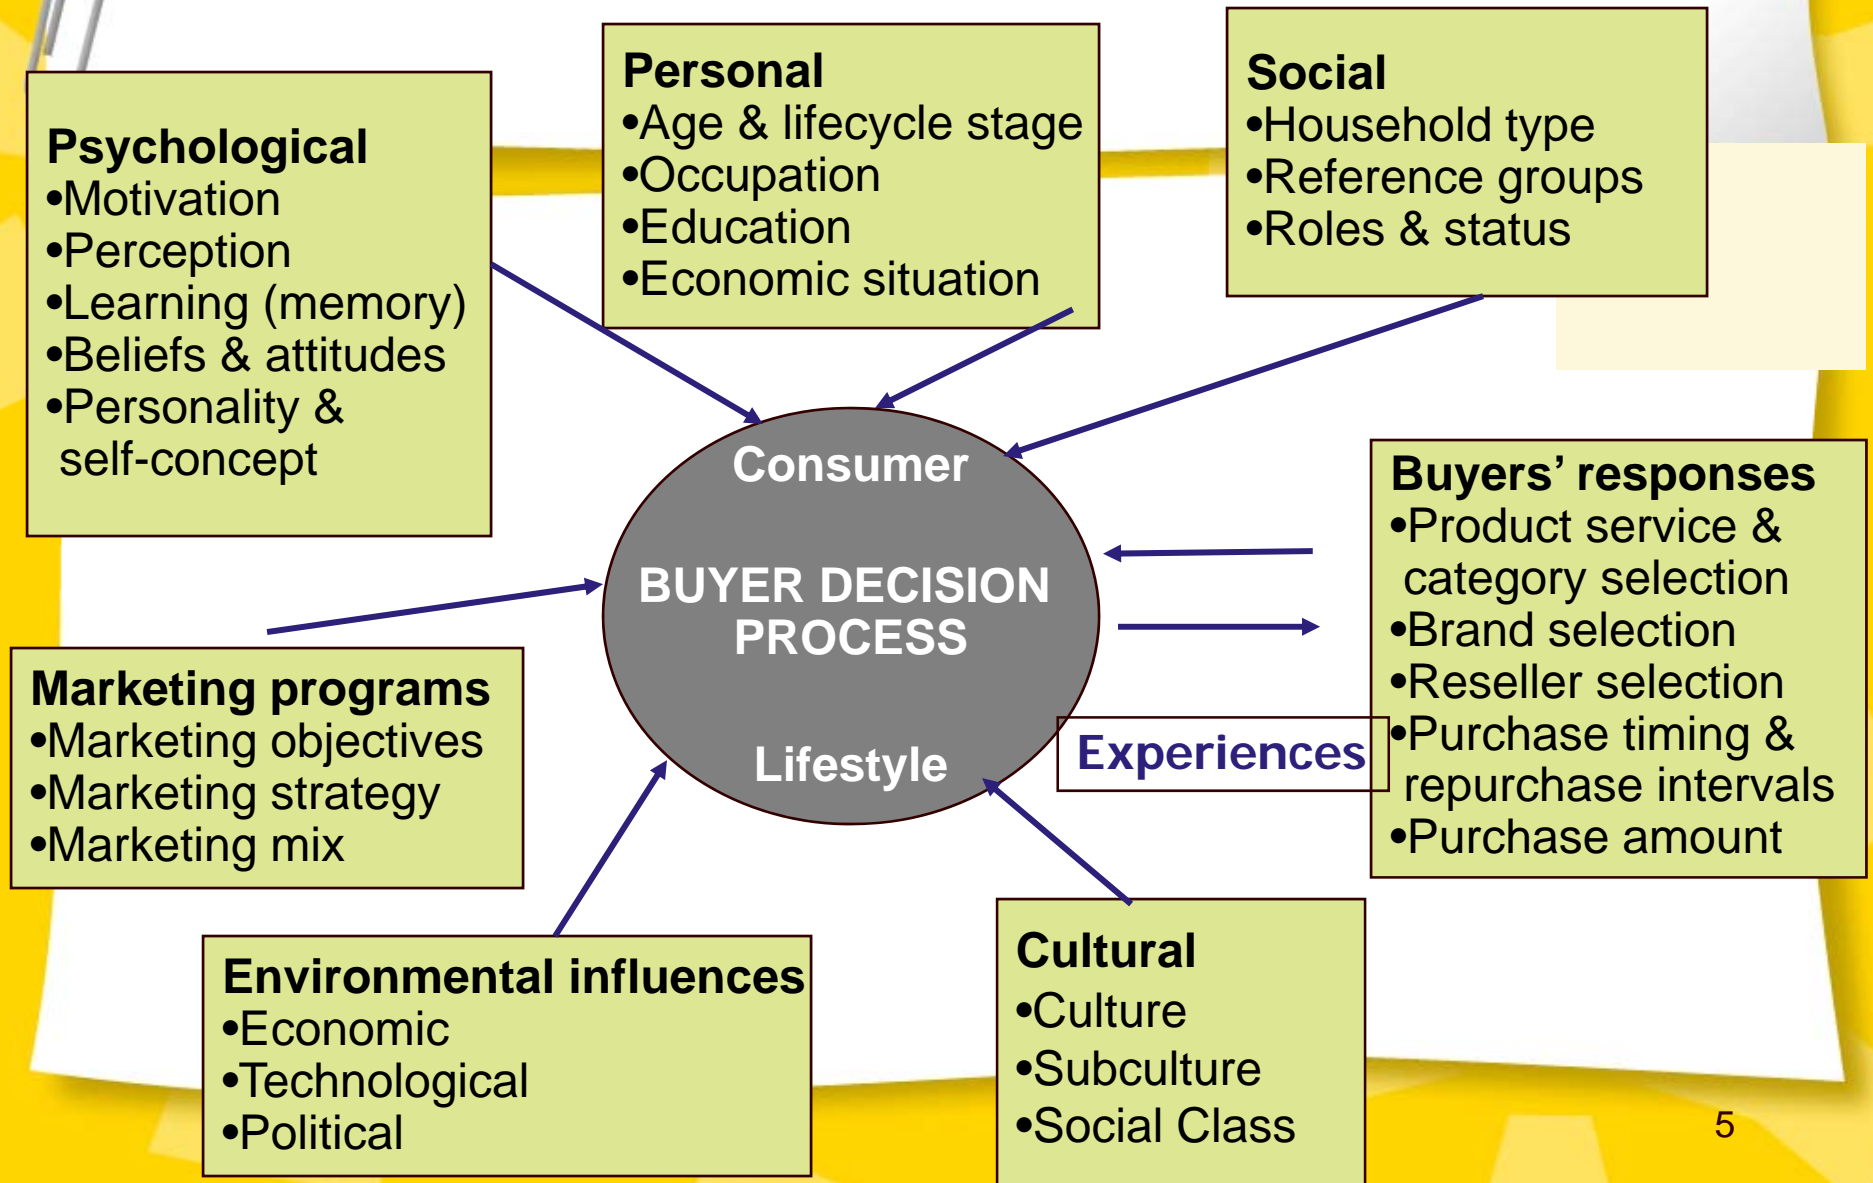 Psychological
•Motivation
•Perception
•Learning (memory)
•Beliefs & attitudes
•Personality &
self-concept
Personal
•Age & lifecycle stage
•Occupation
•Education
•Economic situation
Social
•Household type
•Reference groups
•Roles & status
Consumer
BUYER DECISION
PROCESS
Lifestyle
Experiences
Buyers’ responses
•Product service &
category selection
•Brand selection
•Reseller selection
•Purchase timing &
repurchase intervals
•Purchase amount
Marketing programs
•Marketing objectives
•Marketing strategy
•Marketing mix
Environmental influences
•Economic
•Technological
•Political
Cultural
•Culture
•Subculture
•Social Class
5